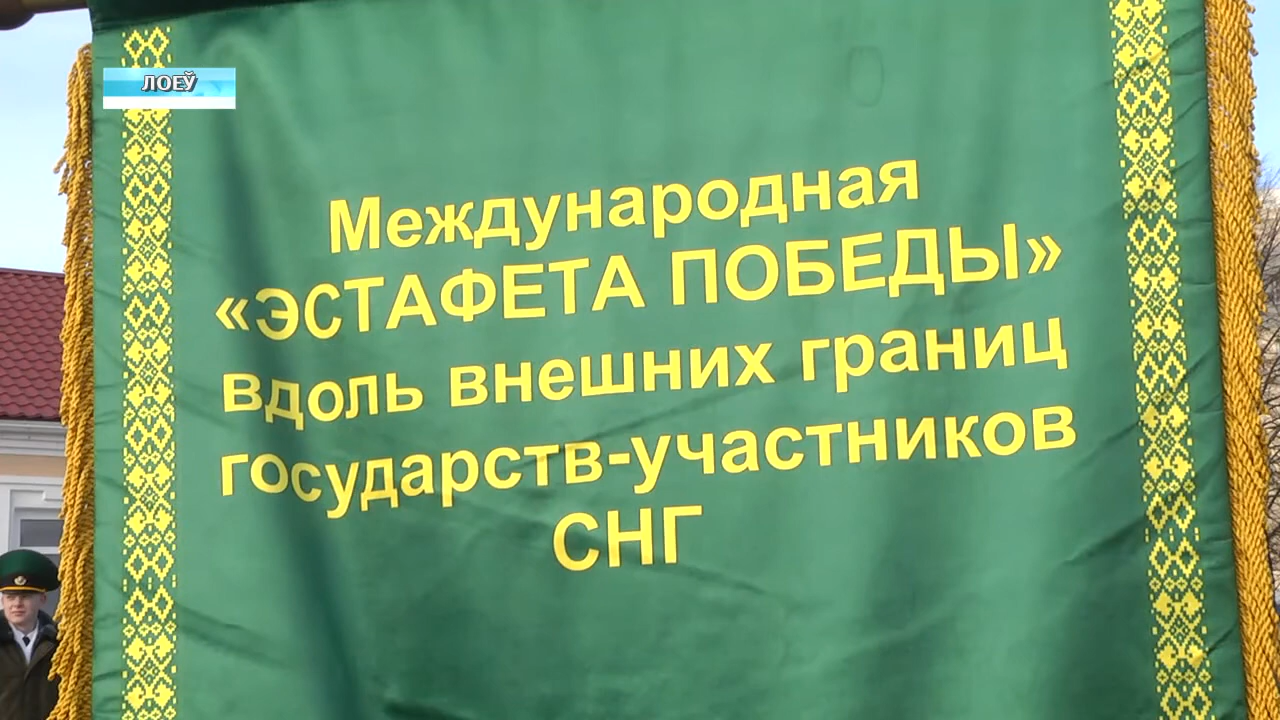 ЛОЕЎ
Международная
«ЭСТАФЕТА ПОБЕДЫ»
вдоль внешних границ
государств-участников
СНГ